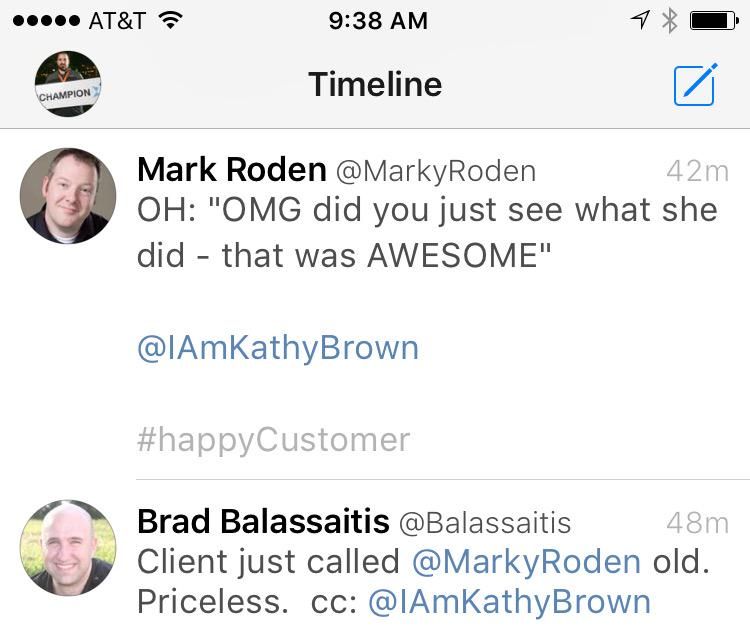 AT&T 9:38 AM
CHAMPION
Timeline
Mark Roden @MarkyRoden 42m
OH: "OMG did you just see what she
did - that was AWESOME"
@IAmKathyBrown
#happyCustomer
Brad Balassaitis @Balassaitis 48m
Client just called @MarkyRoden old.
Priceless.  cc: @IAmKathyBrown